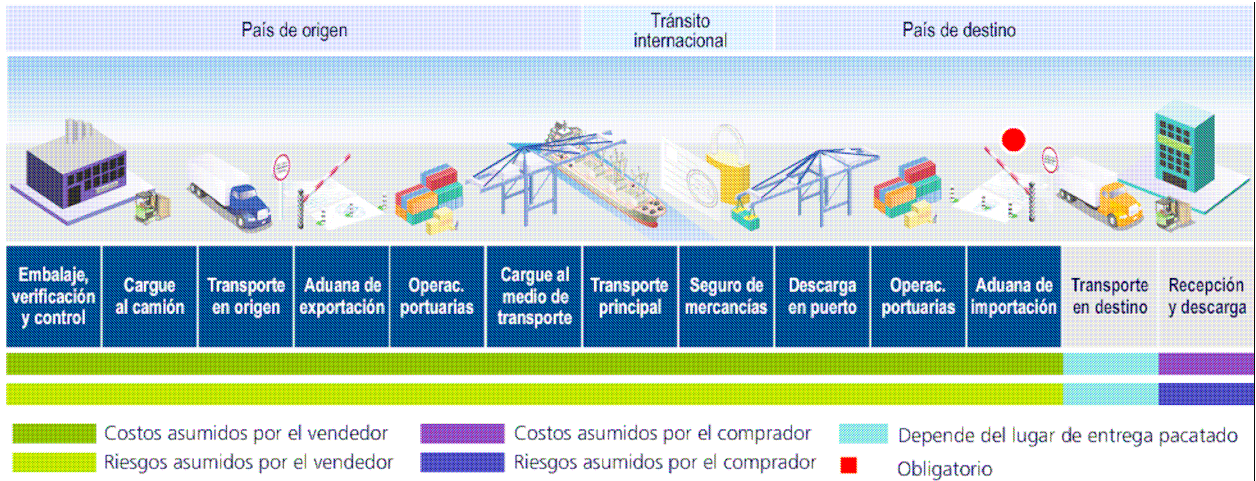 País de origen
Tránsito
internacional
País de destino
Embalaje,
verificación
y control
Cargue
al camión
Transporte
en origen
Aduana de
exportación
Operac.
portuarias
Cargue al
medio de
transporte
Transporte
principal
Seguro de
mercancías
Descarga
en puerto
Operac.
portuarias
Aduana de
importación
Transporte
en destino
Recepción
y descarga
Costos asumidos por el vendedor
Costos asumidos por el comprador
Depende del lugar de entrega pacatado
Riesgos asumidos por el vendedor
Riesgos asumidos por el comprador
Obligatorio